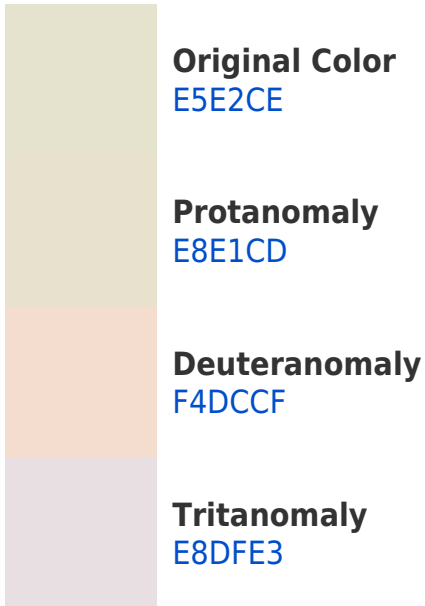 Original Color
E5E2CE
Protanomaly
E8E1CD
Deuteranomaly
F4DCCF
Tritanomaly
E8DFE3